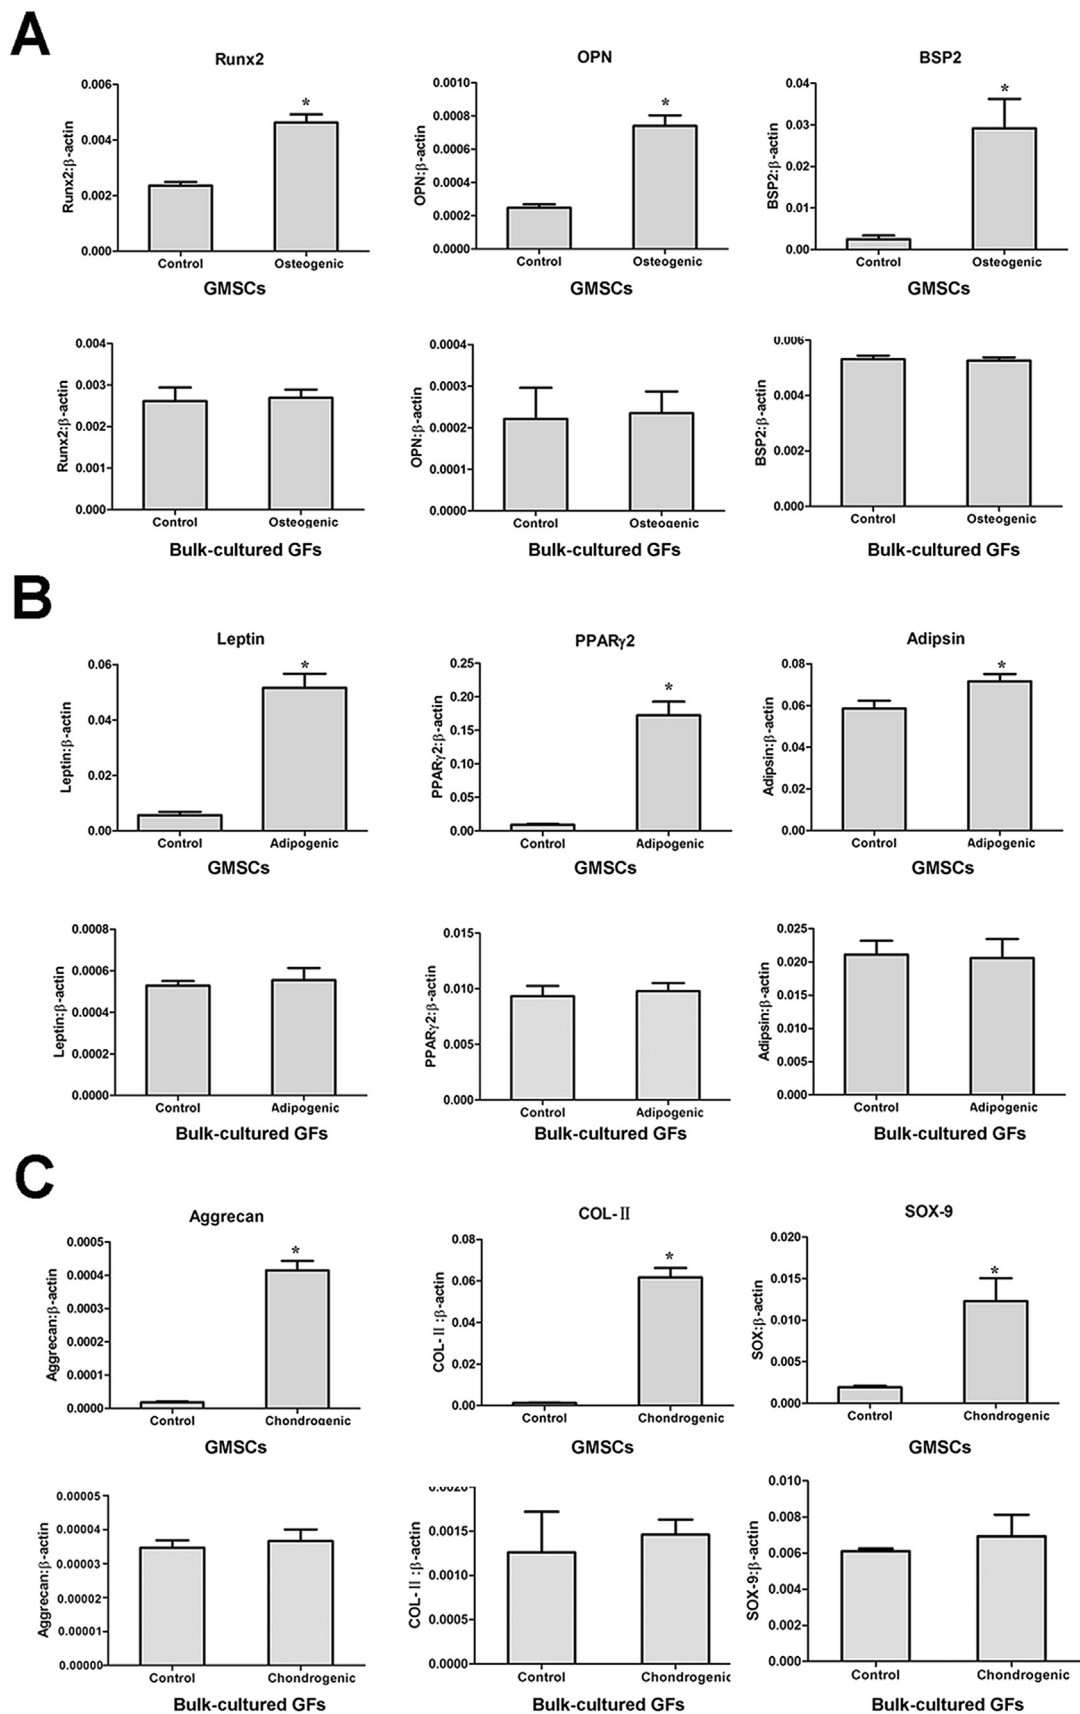 A
Runx2
OPN
BSP2
0.006
0.004
0.002
0.000
Runx2:β-actin
*
Control
Osteogenic
GMSCs
0.0010
0.0008
0.0006
0.0004
0.0002
0.0000
OPN:β-actin
*
Control
Osteogenic
GMSCs
0.04
0.03
0.02
0.01
0.00
BSP2:β-actin
*
Control
Osteogenic
GMSCs
0.004
0.003
0.002
0.001
0.000
Runx2:β-actin
Control
Osteogenic
Bulk-cultured GFs
0.0004
0.0003
0.0002
0.0001
0.0000
OPN:β-actin
Control
Osteogenic
Bulk-cultured GFs
0.006
0.004
0.002
0.000
BSP2:β-actin
Control
Osteogenic
Bulk-cultured GFs
B
Leptin
PPARγ2
Adipsin
0.06
0.04
0.02
0.00
Leptin:β-actin
*
Control
Adipogenic
GMSCs
0.25
0.20
0.15
0.10
0.05
0.00
PPARγ2:β-actin
*
Control
Adipogenic
GMSCs
0.08
0.06
0.04
0.02
0.00
Adipsin:β-actin
*
Control
Adipogenic
GMSCs
0.0008
0.0006
0.0004
0.0002
0.0000
Leptin:β-actin
Control
Adipogenic
Bulk-cultured GFs
0.015
0.010
0.005
0.000
PPARγ2:β-actin
Control
Adipogenic
Bulk-cultured GFs
0.025
0.020
0.015
0.010
0.005
0.000
Adipsin:β-actin
Control
Adipogenic
Bulk-cultured GFs
C
Aggrecan
COL-Ⅱ
SOX-9
0.0005
0.0004
0.0003
0.0002
0.0001
0.0000
Aggrecan:β-actin
*
Control
Chondrogenic
GMSCs
0.08
0.06
0.04
0.02
0.00
COL-Ⅱ:β-actin
*
Control
Chondrogenic
GMSCs
0.020
0.015
0.010
0.005
0.000
SOX:β-actin
*
Control
Chondrogenic
GMSCs
0.00005
0.00004
0.00003
0.00002
0.00001
0.00000
Aggrecan:β-actin
Control
Chondrogenic
Bulk-cultured GFs
0.0020
0.0015
0.0010
0.0005
0.0000
COL-Ⅱ:β-actin
Control
Chondrogenic
Bulk-cultured GFs
0.010
0.008
0.006
0.004
0.002
0.000
SOX-9:β-actin
Control
Chondrogenic
Bulk-cultured GFs